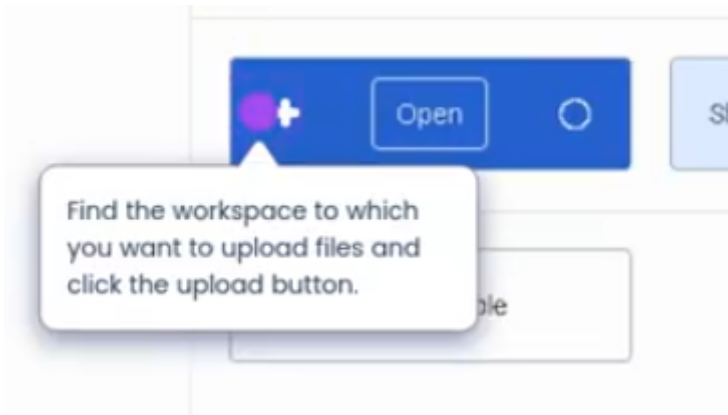 Open
Find the workspace to which
you want to upload files and
click the upload button.